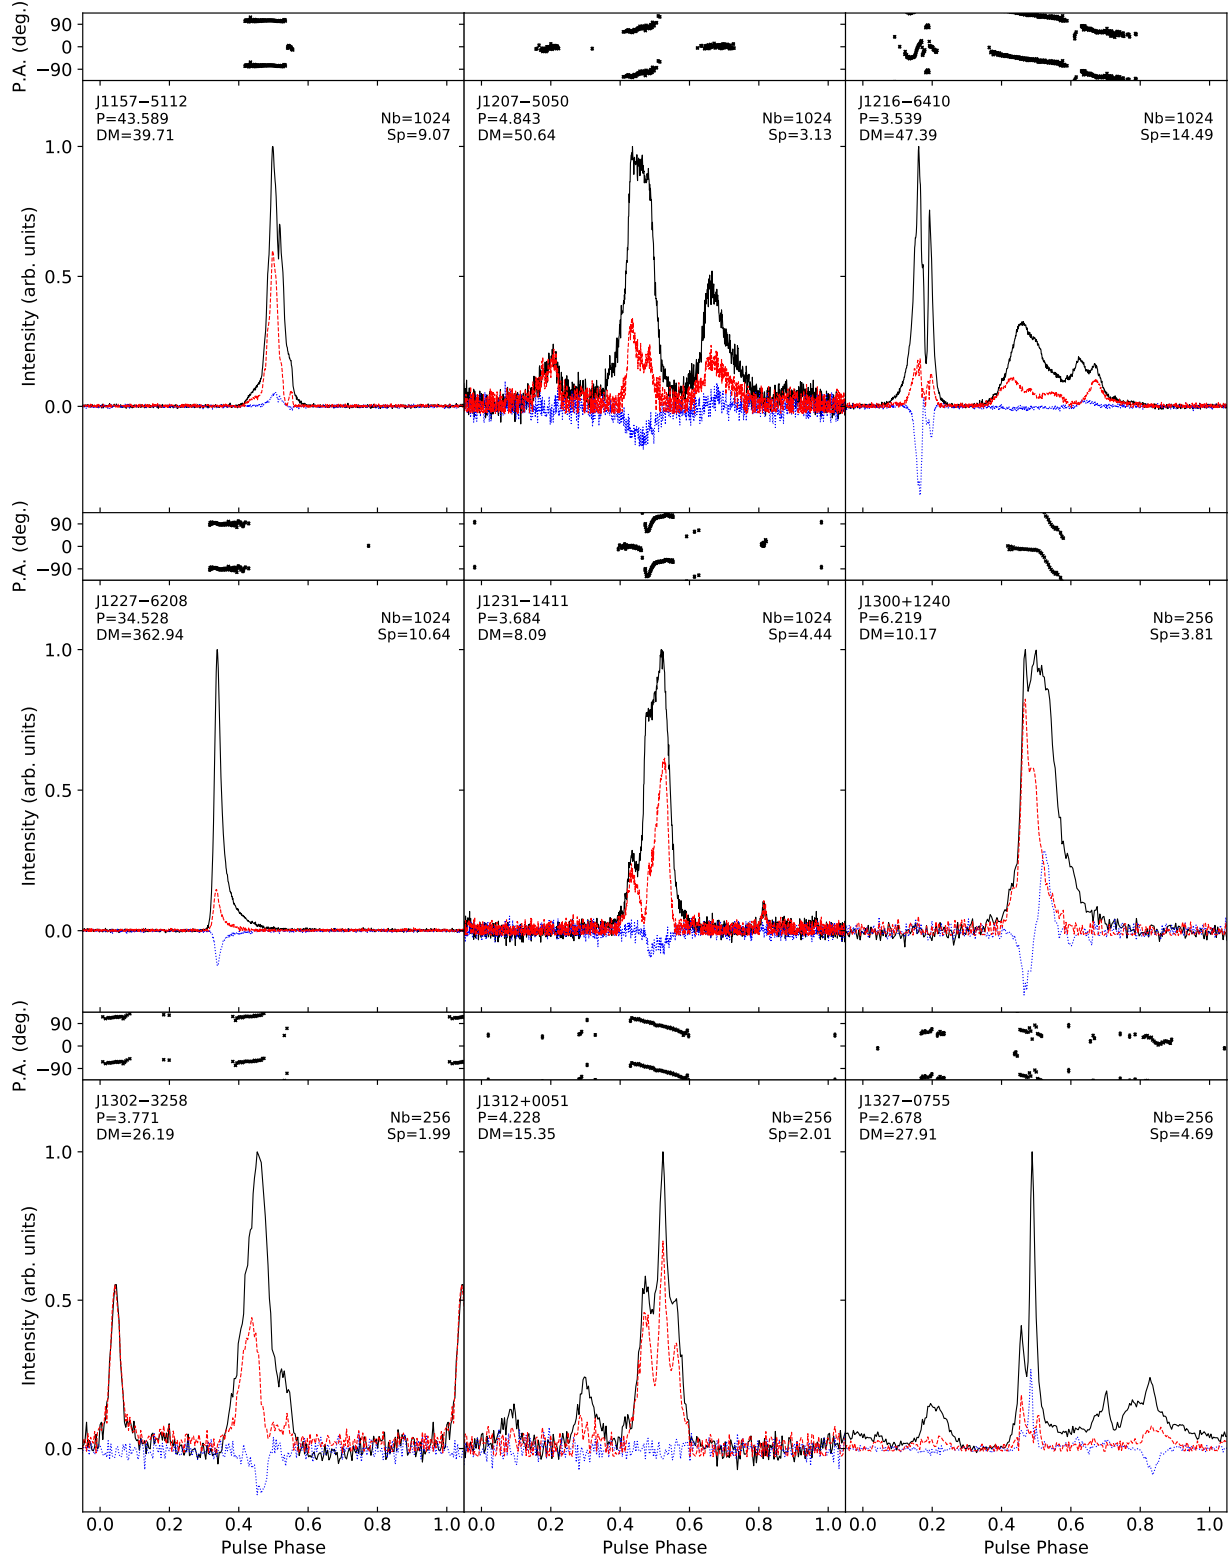 P.A. (deg.)
90
0
−90
J1157−5112
P=43.589
DM=39.71
Nb=1024
Sp=9.07
J1207−5050
P=4.843
DM=50.64
Nb=1024
Sp=3.13
J1216−6410
P=3.539
DM=47.39
Nb=1024
Sp=14.49
Intensity (arb. units)
1.0
0.5
0.0
P.A. (deg.)
90
0
−90
J1227−6208
P=34.528
DM=362.94
Nb=1024
Sp=10.64
J1231−1411
P=3.684
DM=8.09
Nb=1024
Sp=4.44
J1300+1240
P=6.219
DM=10.17
Nb=256
Sp=3.81
Intensity (arb. units)
1.0
0.5
0.0
P.A. (deg.)
90
0
−90
J1302−3258
P=3.771
DM=26.19
Nb=256
Sp=1.99
J1312+0051
P=4.228
DM=15.35
Nb=256
Sp=2.01
J1327−0755
P=2.678
DM=27.91
Nb=256
Sp=4.69
Intensity (arb. units)
1.0
0.5
0.0
0.0 0.2 0.4 0.6 0.8 1.0
0.0 0.2 0.4 0.6 0.8 1.0
0.0 0.2 0.4 0.6 0.8 1.0
Pulse Phase
Pulse Phase
Pulse Phase